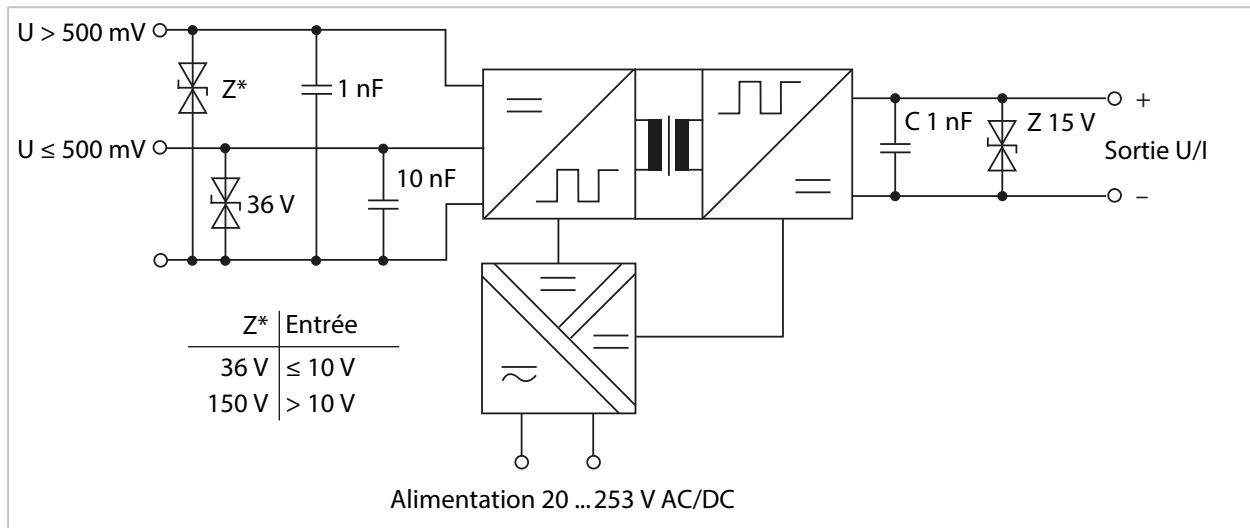 U > 500 mV
Z*
1 nF
C 1 nF
Z 15 V
+
Sortie U/I
–
U ≤ 500 mV
10 nF
36 V
Z* Entrée
36 V ≤ 10 V
150 V > 10 V
Alimentation 20 ... 253 V AC/DC